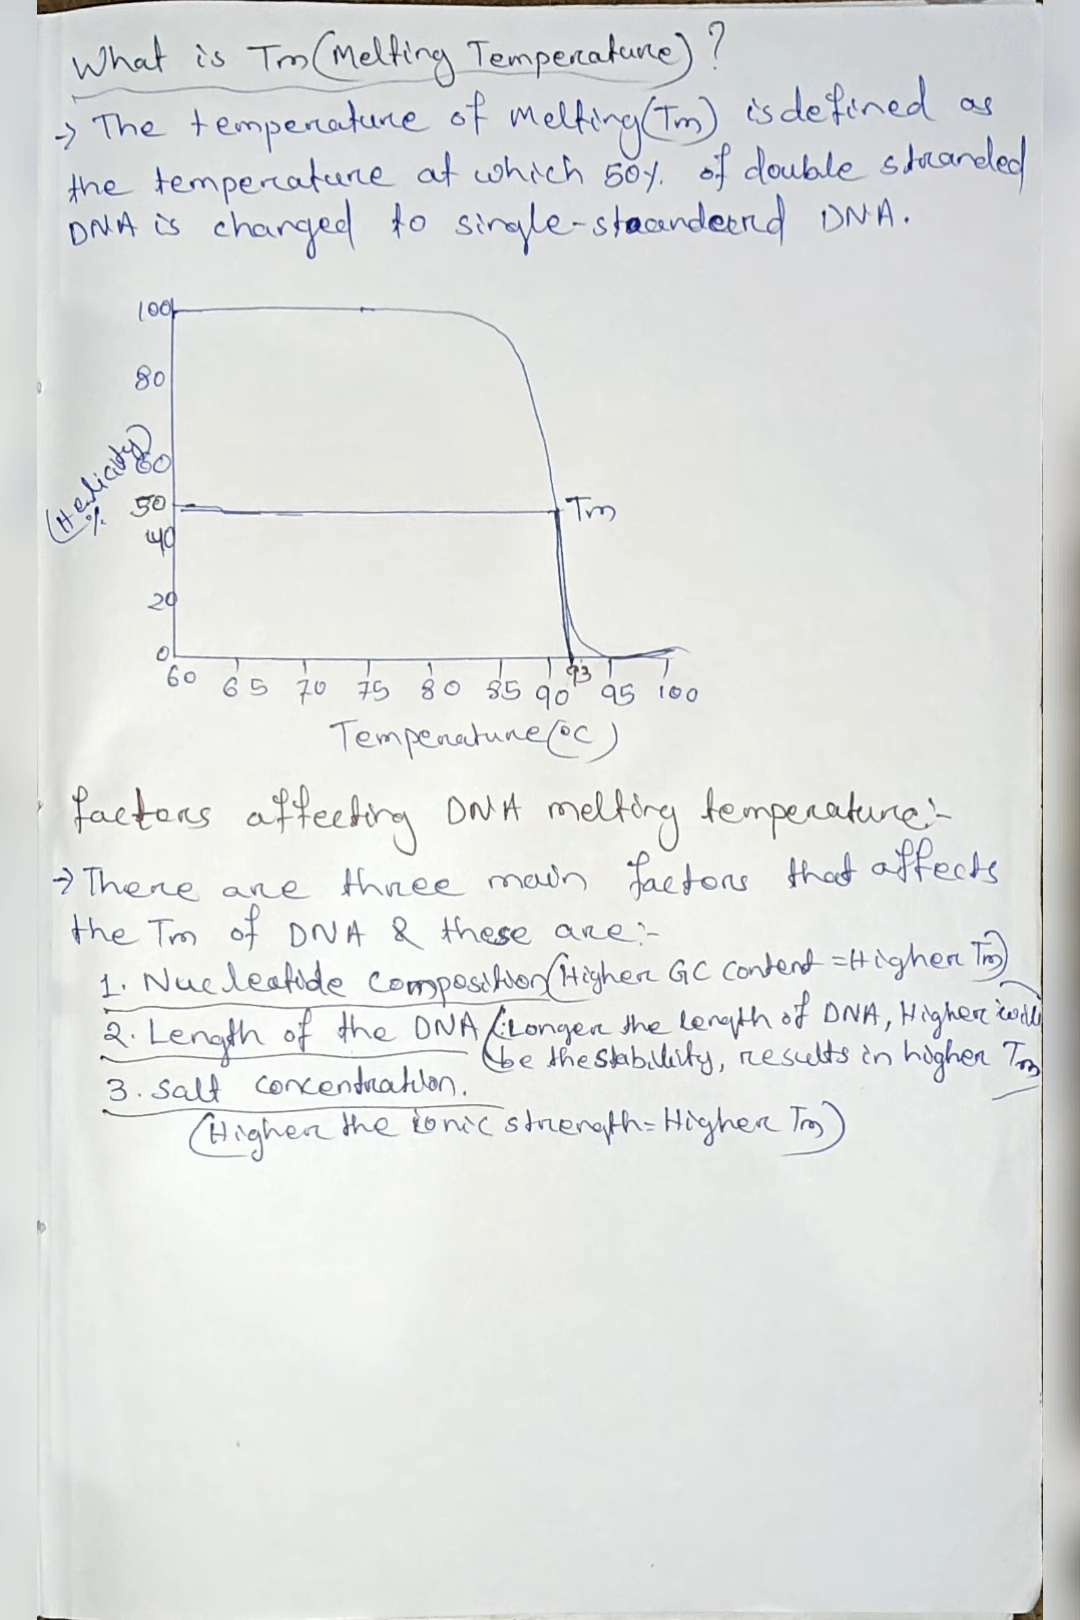 What is Tm (Melting Temperature)?
→ The temperature of melting (Tm) is defined as
the temperature at which 50% of double stranded
DNA is changed to single-strandeerd DNA.
100
80
60
50
40
20
0
(Helicity)
%
Tm
60 65 70 75 80 85 90 93 95 100
Temperature (°C)
factors affecting DNA melting temperature:-
→ There are three main factors that affects
the Tm of DNA & these are:-
1. Nucleotide composition (Higher GC content = Higher Tm)
2. Length of the DNA (Longer the length of DNA, Higher will
be the stability, results in higher Tm
3. Salt concentration.
(Higher the ionic strength = Higher Tm)